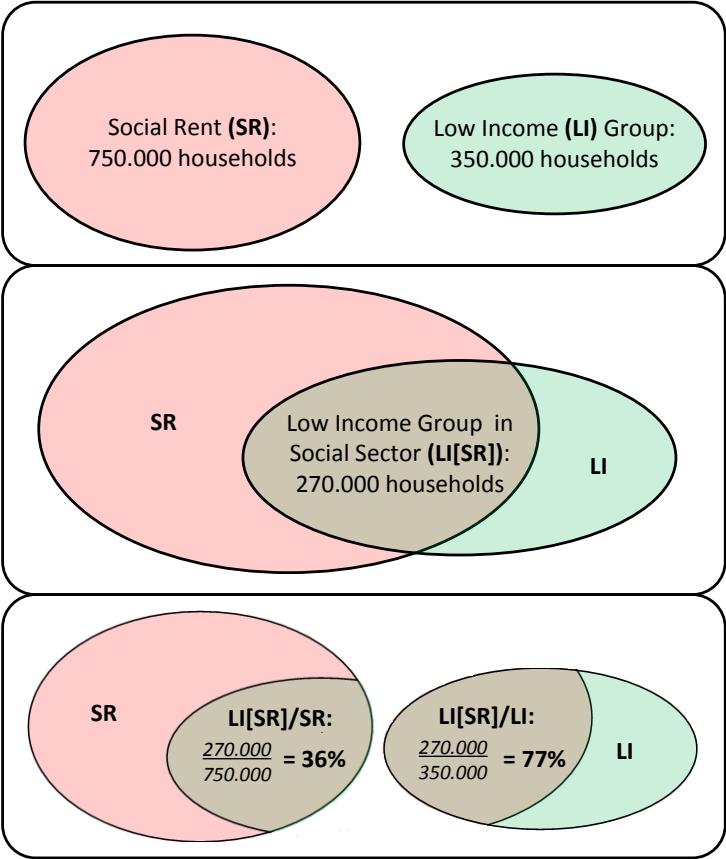 Social Rent (SR):
750.000 households
Low Income (LI) Group:
350.000 households
SR
Low Income Group in
Social Sector (LI[SR]):
270.000 households
LI
SR
LI[SR]/SR:
270.000
750.000
= 36%
LI[SR]/LI:
270.000
350.000
= 77%
LI